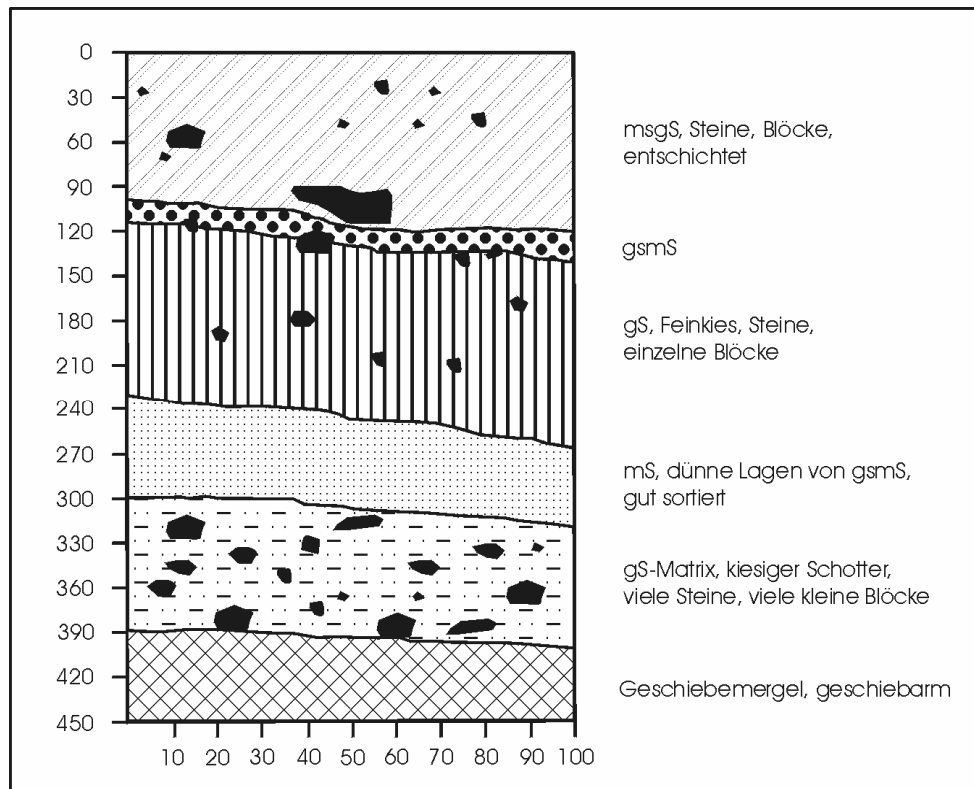 0
30
60
90
120
150
180
210
240
270
300
330
360
390
420
450
msgS, Steine, Blöcke,
entschichtet
gsmS
gS, Feinkies, Steine,
einzelne Blöcke
mS, dünne Lagen von gsmS,
gut sortiert
gS-Matrix, kiesiger Schotter,
viele Steine, viele kleine Blöcke
Geschiebemergel, geschiebarm
10 20 30 40 50 60 70 80 90 100